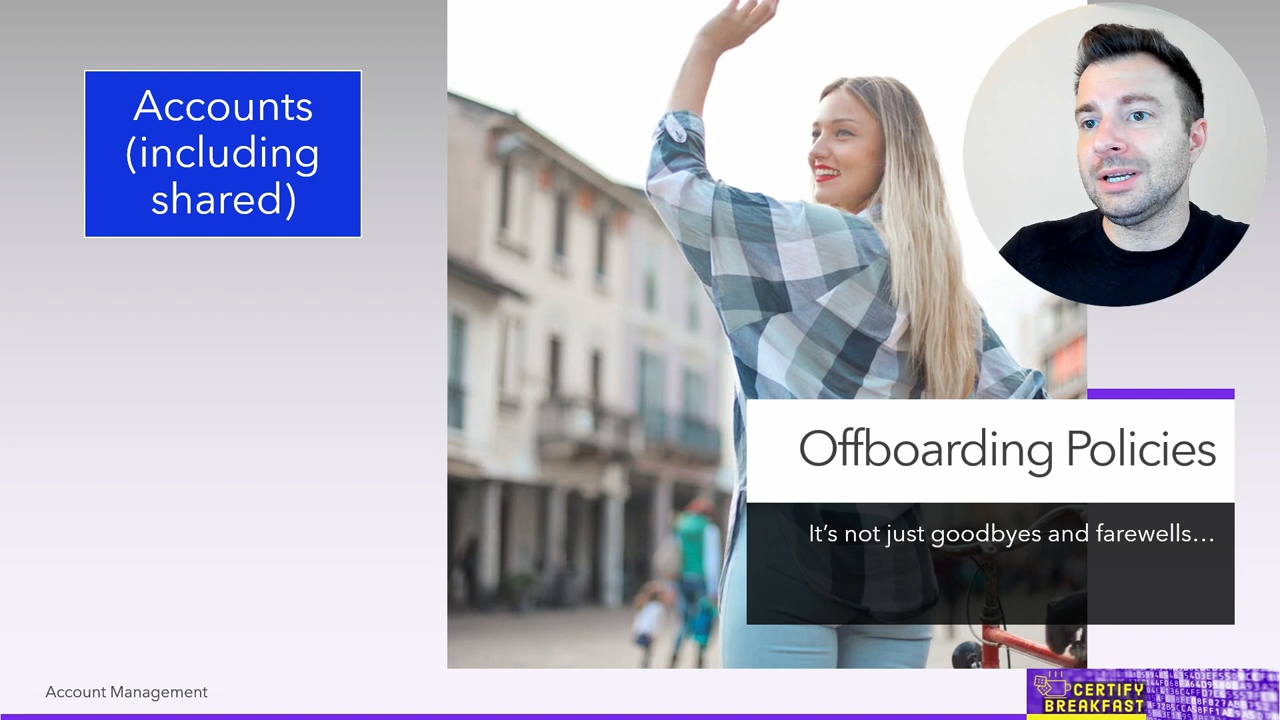 Accounts
(including
shared)
Offboarding Policies
It's not just goodbyes and farewells...
Account Management
CERTIFY
BREAKFAST